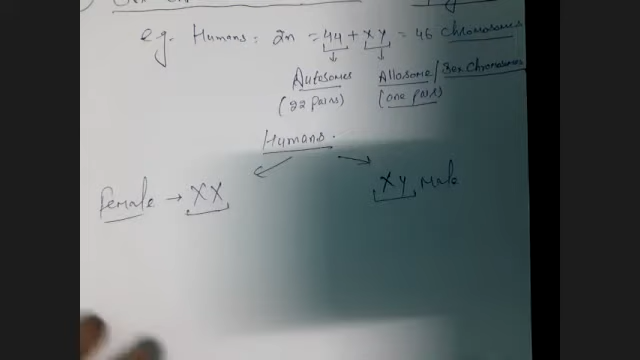 e.g. Humans: 2n = 44 + XY = 46 Chromosomes
Autosomes Allosome/Sex Chromosomes
(22 pairs) (one pair)
Humans.
Female → XX XY Male